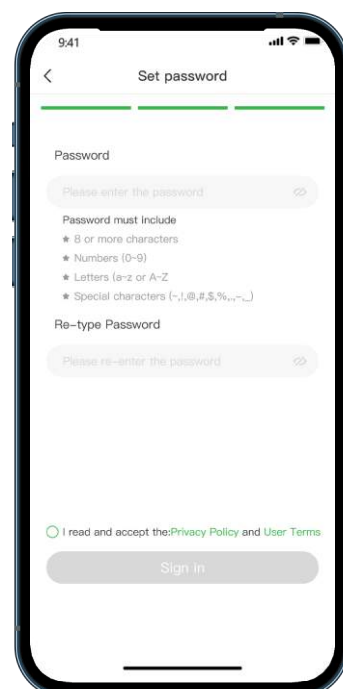 9:41
Set password
Password
Please enter the password
Password must include
★ 8 or more characters
★ Numbers (0-9)
★ Letters (a-z or A-Z
★ Special characters (~,!,@,#,$,%,.,-,_)
Re-type Password
Please re-enter the password
I read and accept the:Privacy Policy and User Terms
Sign in